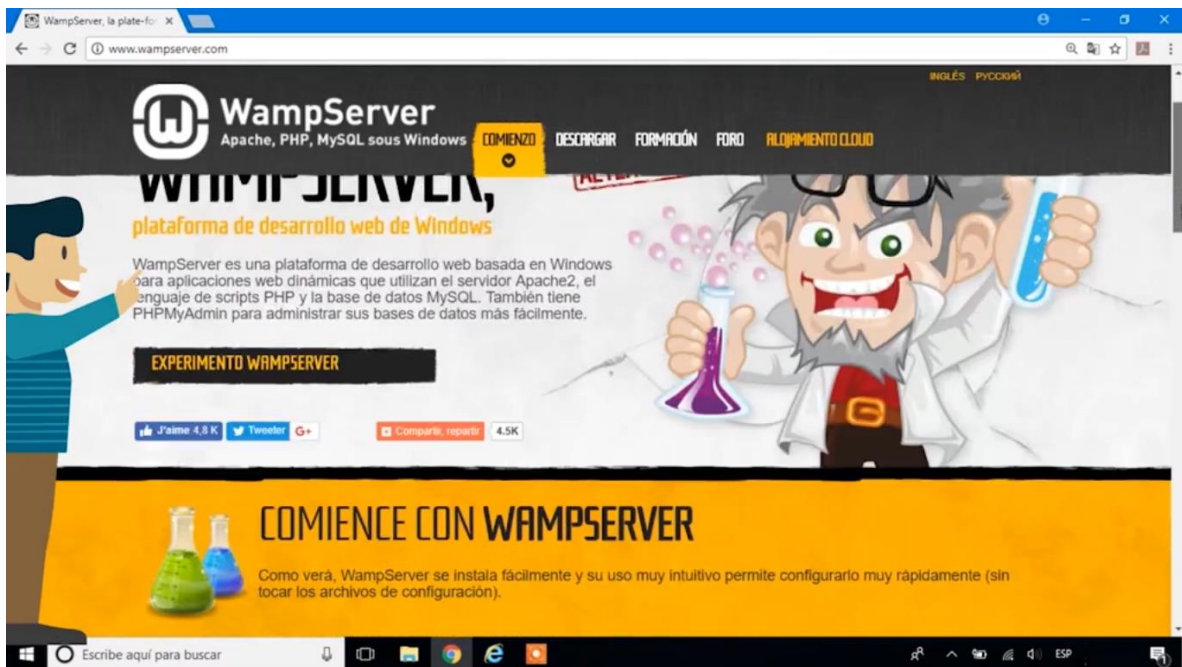 WampServer, la plate-for
www.wampserver.com
INGLÉS РУССКИЙ
WampServer
Apache, PHP, MySQL sous Windows
COMIENZO DESCARGAR FORMACIÓN FORO ALOJAMIENTO CLOUD
WAMPSERVER,
plataforma de desarrollo web de Windows
WampServer es una plataforma de desarrollo web basada en Windows
para aplicaciones web dinámicas que utilizan el servidor Apache2, el
lenguaje de scripts PHP y la base de datos MySQL. También tiene
PHPMyAdmin para administrar sus bases de datos más fácilmente.
EXPERIMENTO WAMPSERVER
J'aime 4,8 K Tweeter G+ Compartir, repartir 4.5K
COMIENCE CON WAMPSERVER
Como verá, WampServer se instala fácilmente y su uso muy intuitivo permite configurarlo muy rápidamente (sin
tocar los archivos de configuración).
Escribe aquí para buscar
ESP